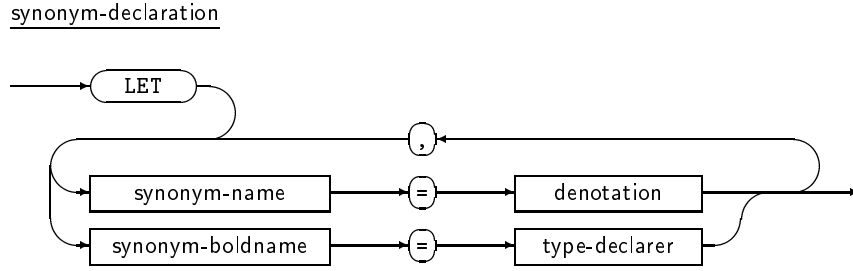 synonym-declaration
LET
,
synonym-name = denotation
synonym-boldname = type-declarer